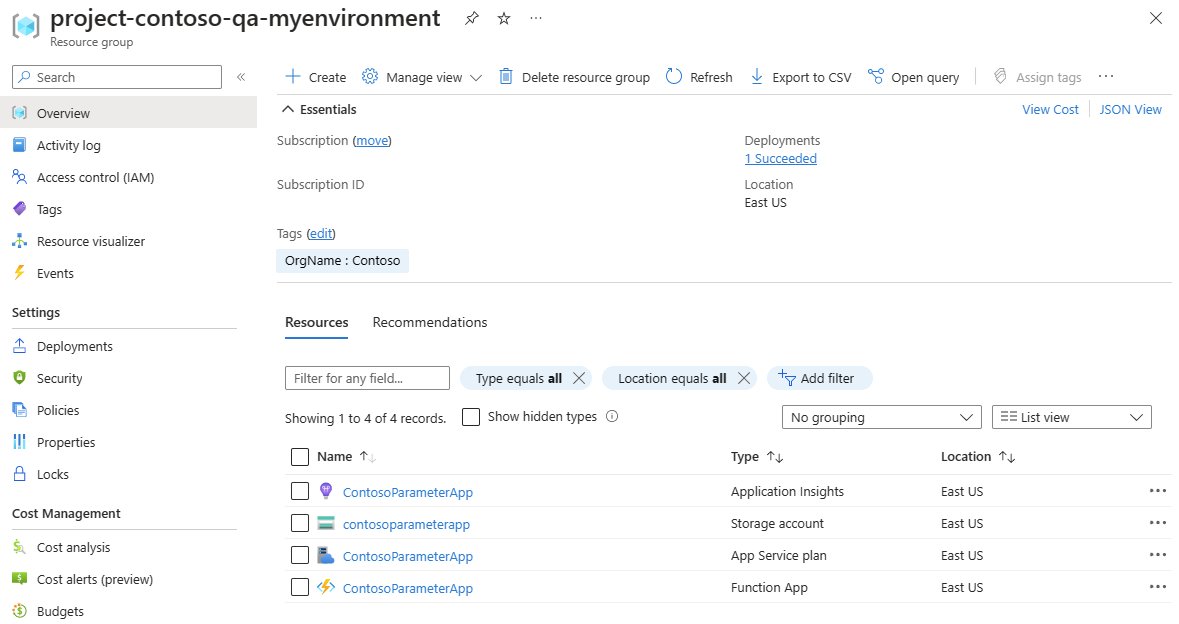 project-contoso-qa-myenvironment
Resource group
Search
Overview
Activity log
Access control (IAM)
Tags
Resource visualizer
Events
Settings
Deployments
Security
Policies
Properties
Locks
Cost Management
Cost analysis
Cost alerts (preview)
Budgets
Create Manage view Delete resource group Refresh Export to CSV Open query Assign tags
Essentials View Cost JSON View
Subscription (move)
Subscription ID
Deployments
1 Succeeded
Location
East US
Tags (edit)
OrgName : Contoso
Resources Recommendations
Filter for any field... Type equals all Location equals all Add filter
Showing 1 to 4 of 4 records. Show hidden types No grouping List view
Name Type Location
ContosoParameterApp Application Insights East US
contosoparameterapp Storage account East US
ContosoParameterApp App Service plan East US
ContosoParameterApp Function App East US